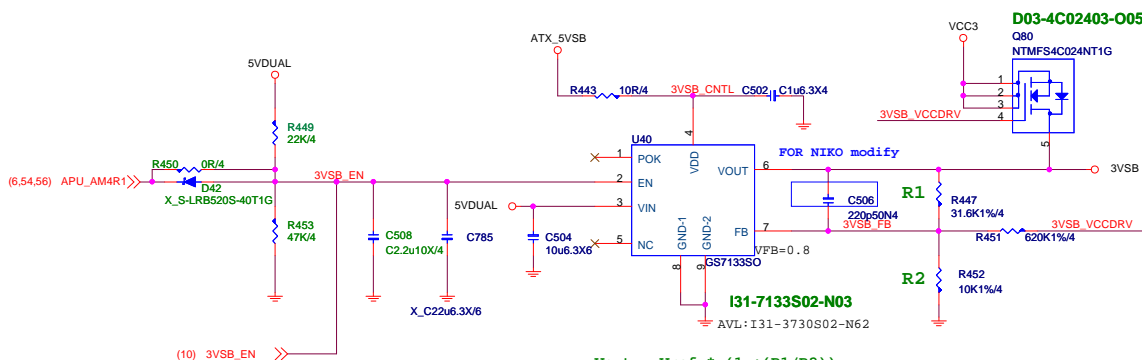 D03-4C02403-O05
VCC3
Q80
NTMFS4C024NT1G
ATX_5VSB
5VDUAL
R443
10R/4
3VSB_CNTL
C502
C1u6.3X4
1
2
3
4
3VSB_VCCDRV
5
R449
22K/4
U40
4
FOR NIKO modify
1
POK
VDD
VOUT
6
3VSB
R450
0R/4
(6,54,56)
APU_AM4R1
D42
X_S-LRB520S-40T1G
3VSB_EN
2
EN
R1
R447
31.6K1%/4
5VDUAL
3
VIN
C506
220p50N4
R453
47K/4
C508
C2.2u10X/4
C785
C504
10u6.3X6
5
NC
GND-1
GND-2
FB
7
3VSB_FB
R451
620K1%/4
3VSB_VCCDRV
VFB=0.8
GS7133SO
8
9
R2
R452
10K1%/4
X_C22u6.3X/6
I31-7133S02-N03
AVL:I31-3730S02-N62
(10)
3VSB_EN